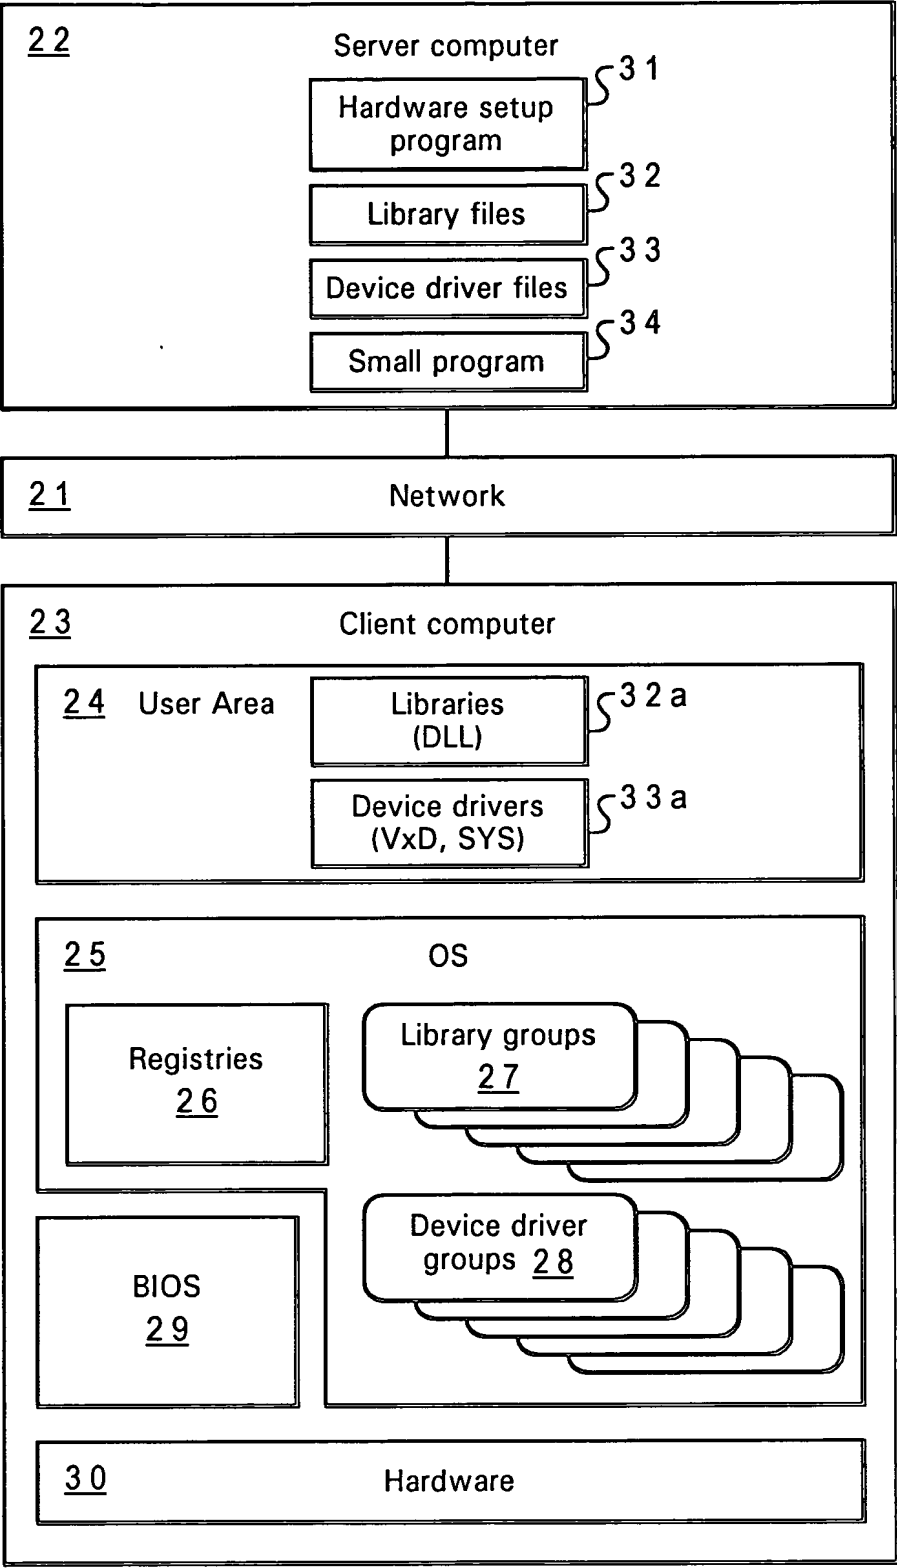 22
Server computer
31
Hardware setup
program
32
Library files
33
Device driver files
34
Small program
21
Network
23
Client computer
24 User Area
Libraries
(DLL)
32a
Device drivers
(VxD, SYS)
33a
25
OS
Registries
26
Library groups
27
Device driver
groups 28
BIOS
29
30
Hardware